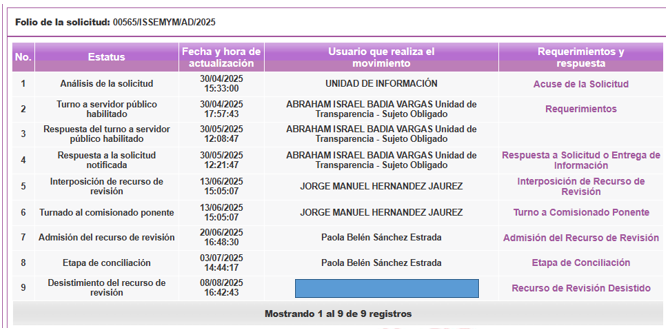 Folio de la solicitud: 00565/ISSEMYM/AD/2025
No. Estatus Fecha y hora de actualización Usuario que realiza el movimiento Requerimientos y respuesta
1 Análisis de la solicitud 30/04/2025 15:33:00 UNIDAD DE INFORMACIÓN Acuse de la Solicitud
2 Turno a servidor público habilitado 30/04/2025 17:57:43 ABRAHAM ISRAEL BADIA VARGAS Unidad de Transparencia - Sujeto Obligado Requerimientos
3 Respuesta del turno a servidor público habilitado 30/05/2025 12:08:47 ABRAHAM ISRAEL BADIA VARGAS Unidad de Transparencia - Sujeto Obligado
4 Respuesta a la solicitud notificada 30/05/2025 12:21:47 ABRAHAM ISRAEL BADIA VARGAS Unidad de Transparencia - Sujeto Obligado Respuesta a Solicitud o Entrega de Información
5 Interposición de recurso de revisión 13/06/2025 15:05:07 JORGE MANUEL HERNANDEZ JAUREZ Interposición de Recurso de Revisión
6 Turnado al comisionado ponente 13/06/2025 15:05:07 JORGE MANUEL HERNANDEZ JAUREZ Turno a Comisionado Ponente
7 Admisión del recurso de revisión 20/06/2025 16:48:30 Paola Belén Sánchez Estrada Admisión del Recurso de Revisión
8 Etapa de conciliación 03/07/2025 14:44:17 Paola Belén Sánchez Estrada Etapa de Conciliación
9 Desistimiento del recurso de revisión 08/08/2025 16:42:43 Recurso de Revisión Desistido
Mostrando 1 al 9 de 9 registros